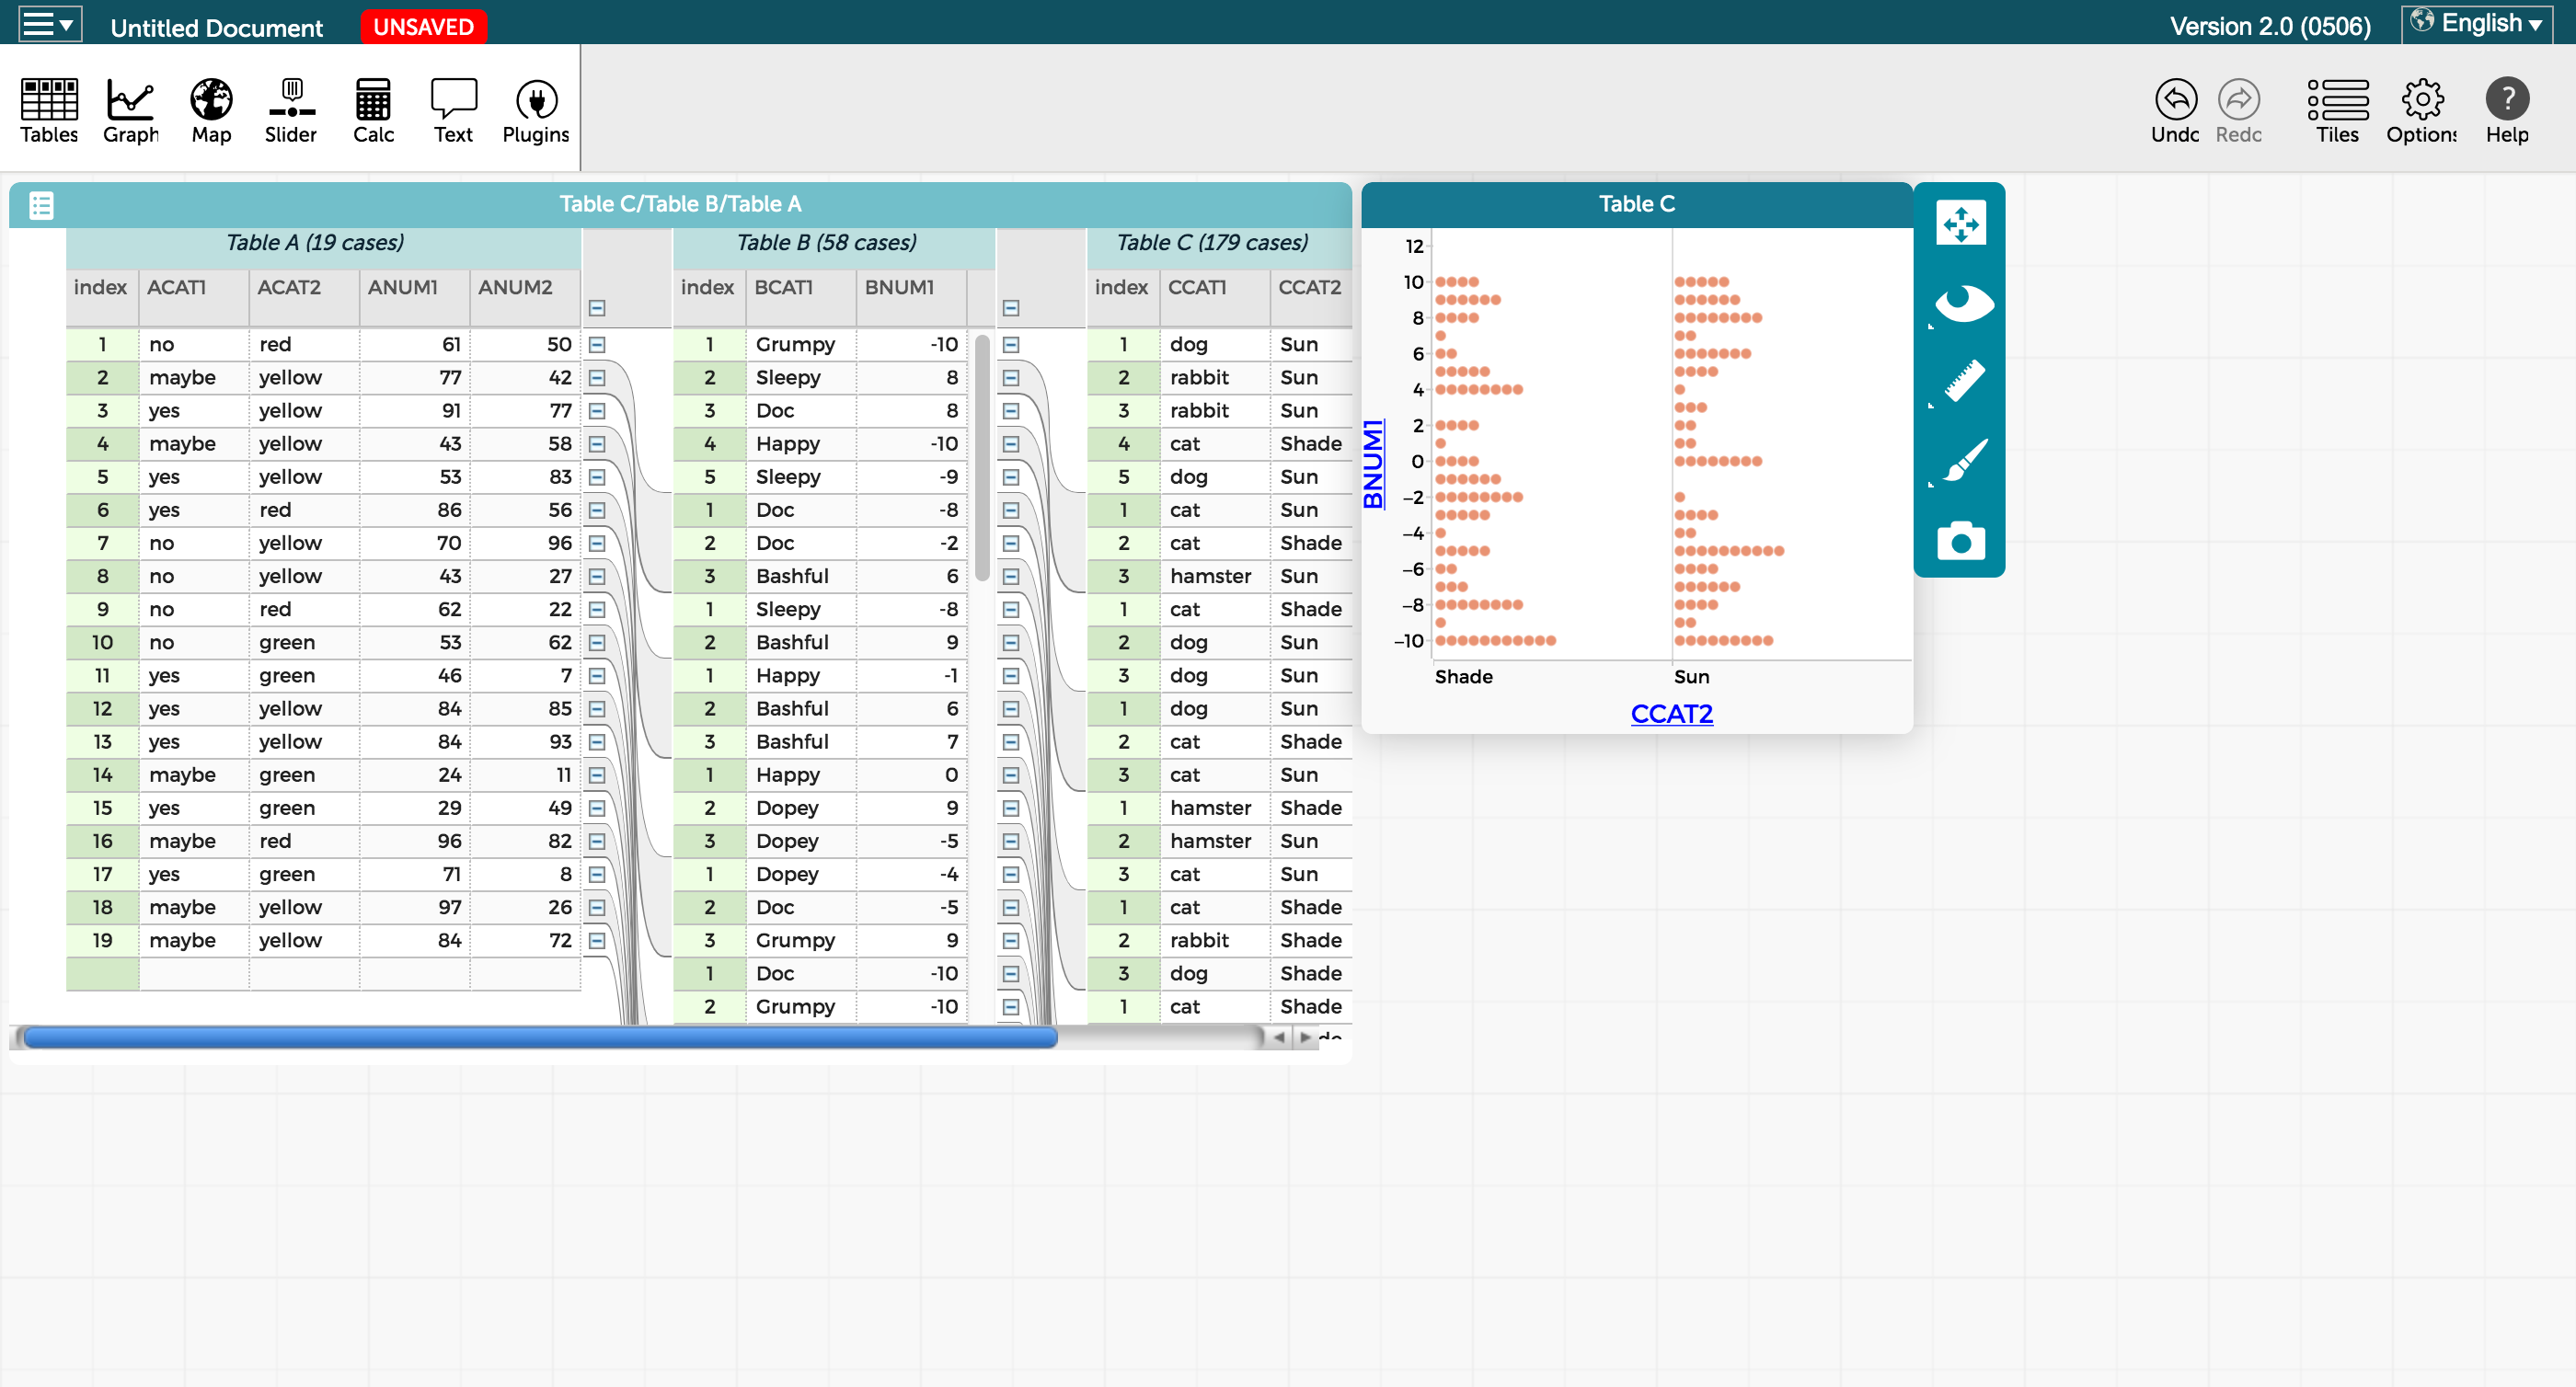 Untitled Document UNSAVED Version 2.0 (0506) English
Tables Graph Map Slider Calc Text Plugins Undo Redo Tiles Options Help
Table C/Table B/Table A
Table A (19 cases) Table B (58 cases) Table C (179 cases)
index ACAT1 ACAT2 ANUM1 ANUM2 index BCAT1 BNUM1 index CCAT1 CCAT2
1 no red 61 50 1 Grumpy -10 1 dog Sun
2 maybe yellow 77 42 2 Sleepy 8 2 rabbit Sun
3 yes yellow 91 77 3 Doc 8 3 rabbit Sun
4 maybe yellow 43 58 4 Happy -10 4 cat Shade
5 yes yellow 53 83 5 Sleepy -9 5 dog Sun
6 yes red 86 56 1 Doc -8 1 cat Sun
7 no yellow 70 96 2 Doc -2 2 cat Shade
8 no yellow 43 27 3 Bashful 6 3 hamster Sun
9 no red 62 22 1 Sleepy -8 1 cat Shade
10 no green 53 62 2 Bashful 9 2 dog Sun
11 yes green 46 7 1 Happy -1 3 dog Sun
12 yes yellow 84 85 2 Bashful 6 1 dog Sun
13 yes yellow 84 93 3 Bashful 7 2 cat Shade
14 maybe green 24 11 1 Happy 0 3 cat Sun
15 yes green 29 49 2 Dopey 9 1 hamster Shade
16 maybe red 96 82 3 Dopey -5 2 hamster Sun
17 yes green 71 8 1 Dopey -4 3 cat Sun
18 maybe yellow 97 26 2 Doc -5 1 cat Shade
19 maybe yellow 84 72 3 Grumpy 9 2 rabbit Shade
1 Doc -10 3 dog Shade
2 Grumpy -10 1 cat Shade
Table C
12
10
8
6
4
2
0
−2
−4
−6
−8
−10
BNUM1
Shade Sun
CCAT2
?